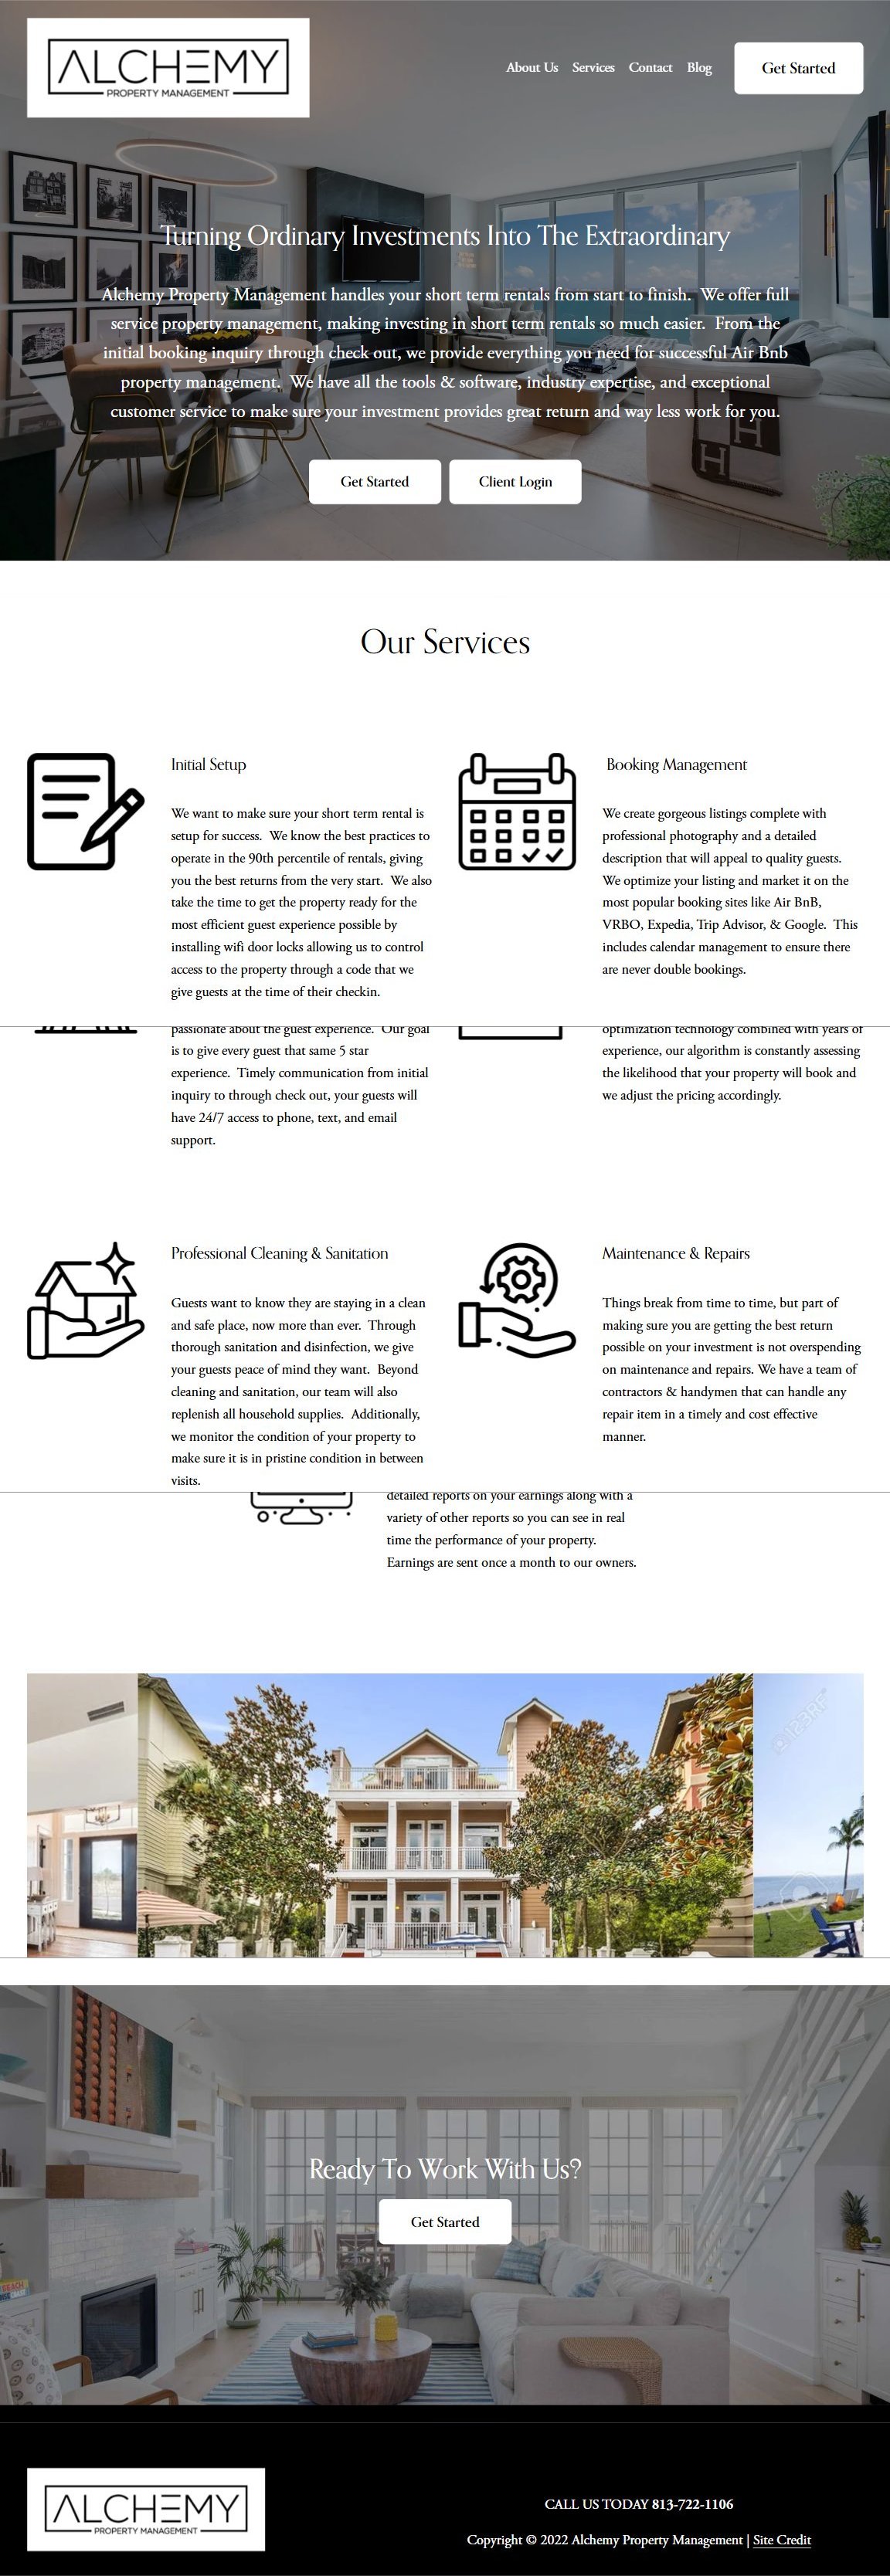 ALCHEMY
PROPERTY MANAGEMENT
About Us Services Contact Blog Get Started
Turning Ordinary Investments Into The Extraordinary
Alchemy Property Management handles your short term rentals from start to finish.  We offer full
service property management, making investing in short term rentals so much easier.  From the
initial booking inquiry through check out, we provide everything you need for successful Air Bnb
property management.  We have all the tools & software, industry expertise, and exceptional
customer service to make sure your investment provides great return and way less work for you.
Get Started Client Login
Our Services
Initial Setup
We want to make sure your short term rental is
setup for success.  We know the best practices to
operate in the 90th percentile of rentals, giving
you the best returns from the very start.  We also
take the time to get the property ready for the
most efficient guest experience possible by
installing wifi door locks allowing us to control
access to the property through a code that we
give guests at the time of their checkin.
Booking Management
We create gorgeous listings complete with
professional photography and a detailed
description that will appeal to quality guests.
We optimize your listing and market it on the
most popular booking sites like Air BnB,
VRBO, Expedia, Trip Advisor, & Google.  This
includes calendar management to ensure there
are never double bookings.
passionate about the guest experience.  Our goal
is to give every guest that same 5 star
experience.  Timely communication from initial
inquiry to through check out, your guests will
have 24/7 access to phone, text, and email
support.
optimization technology combined with years of
experience, our algorithm is constantly assessing
the likelihood that your property will book and
we adjust the pricing accordingly.
Professional Cleaning & Sanitation
Guests want to know they are staying in a clean
and safe place, now more than ever.  Through
thorough sanitation and disinfection, we give
your guests peace of mind they want.  Beyond
cleaning and sanitation, our team will also
replenish all household supplies.  Additionally,
we monitor the condition of your property to
make sure it is in pristine condition in between
visits.
Maintenance & Repairs
Things break from time to time, but part of
making sure you are getting the best return
possible on your investment is not overspending
on maintenance and repairs. We have a team of
contractors & handymen that can handle any
repair item in a timely and cost effective
manner.
detailed reports on your earnings along with a
variety of other reports so you can see in real
time the performance of your property.
Earnings are sent once a month to our owners.
123RF
Ready To Work With Us?
Get Started
ALCHEMY
PROPERTY MANAGEMENT
CALL US TODAY 813-722-1106
Copyright © 2022 Alchemy Property Management | Site Credit